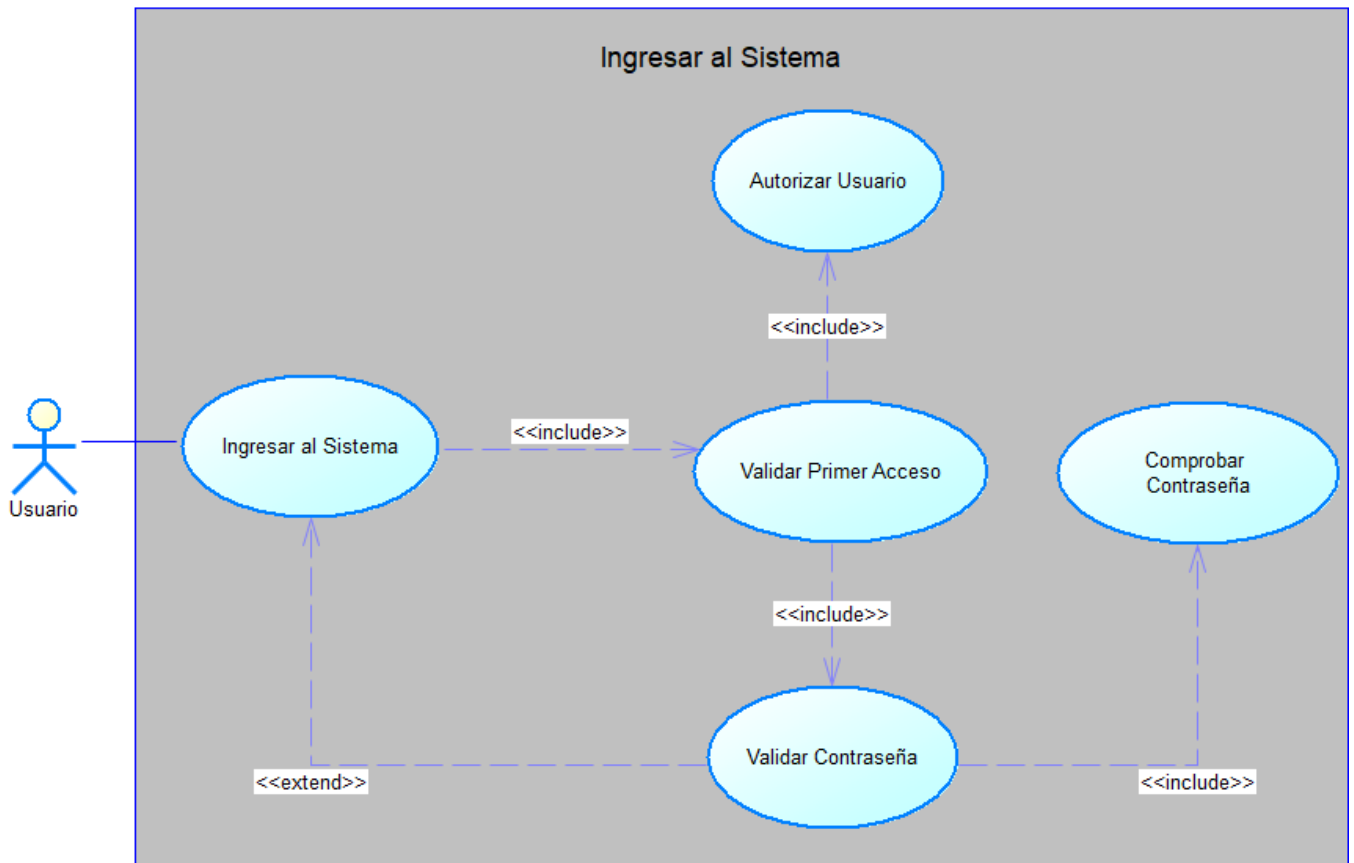 Ingresar al Sistema
Autorizar Usuario
<<include>>
Ingresar al Sistema
<<include>>
Validar Primer Acceso
Comprobar
Contraseña
Usuario
<<include>>
Validar Contraseña
<<extend>>
<<include>>